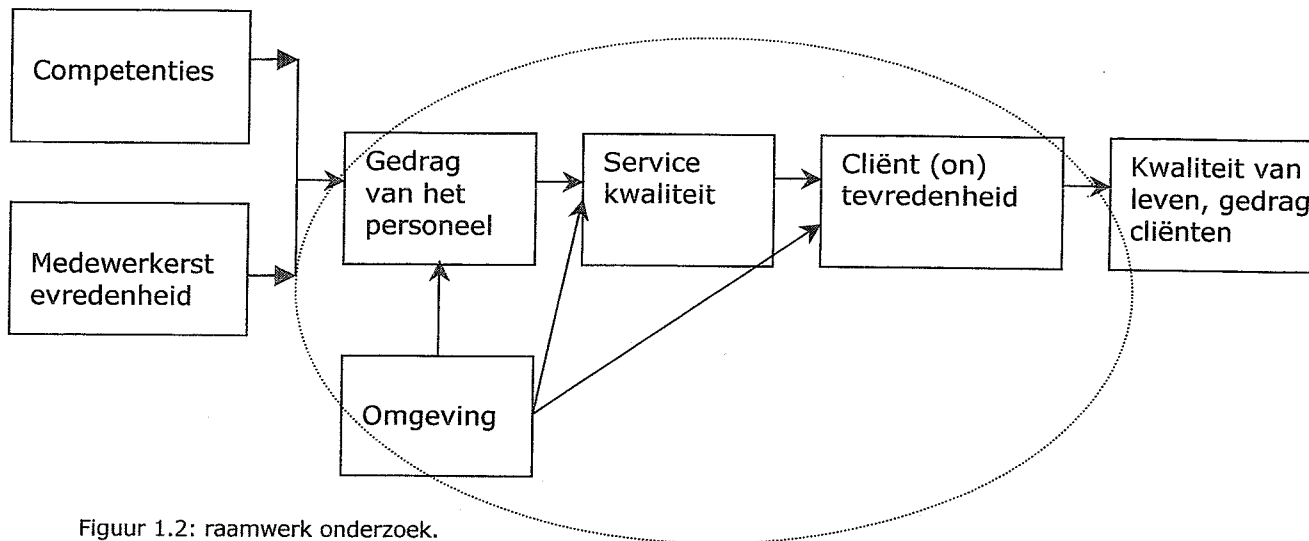 Competenties
Medewerkerst
evredenheid
Gedrag
van het
personeel
Service
kwaliteit
Cliënt (on)
tevredenheid
Kwaliteit van
leven, gedrag
cliënten
Omgeving
Figuur 1.2: raamwerk onderzoek.